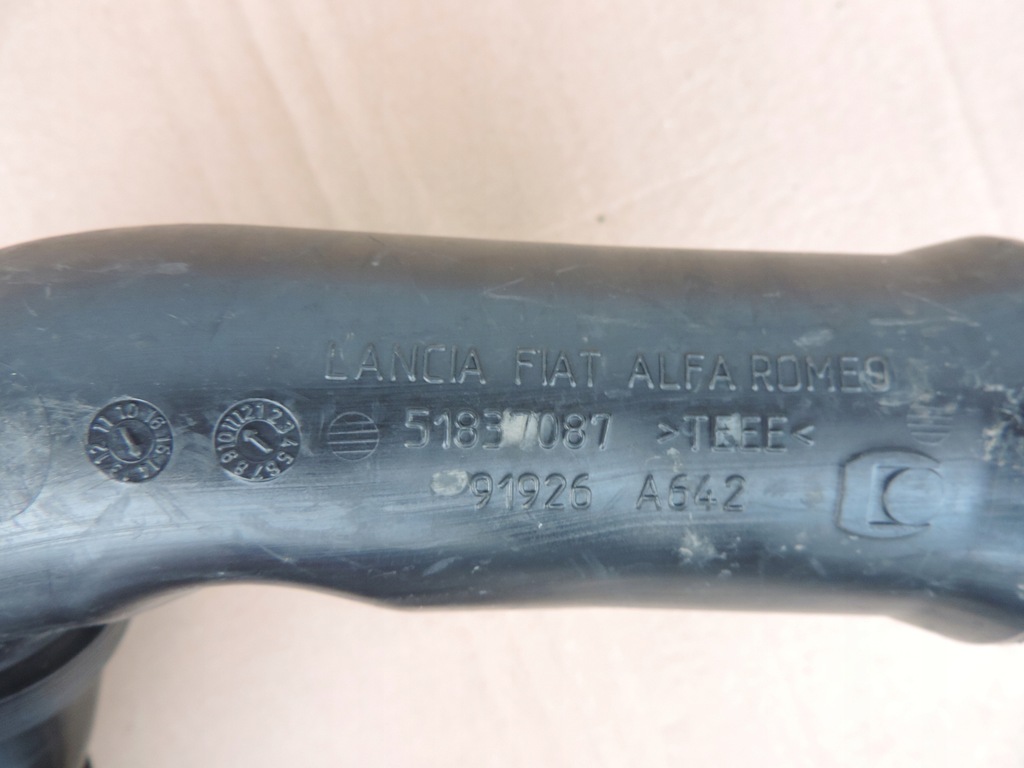 LANCIA FIAT ALFA ROMEO
51837087 >TEEE<
91926 A642